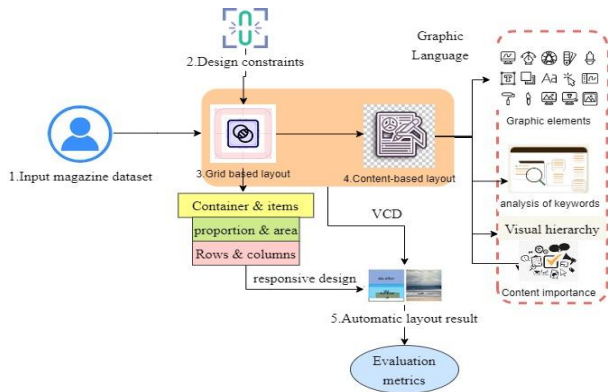 Graphic
Language
2.Design constraints
Aa
Graphic elements
1.Input magazine dataset
3.Grid based layout
4.Content-based layout
analysis of keywords
Container & items
proportion & area
Rows & columns
VCD
Visual hierarchy
responsive design
Content importance
5.Automatic layout result
Evaluation
metrics